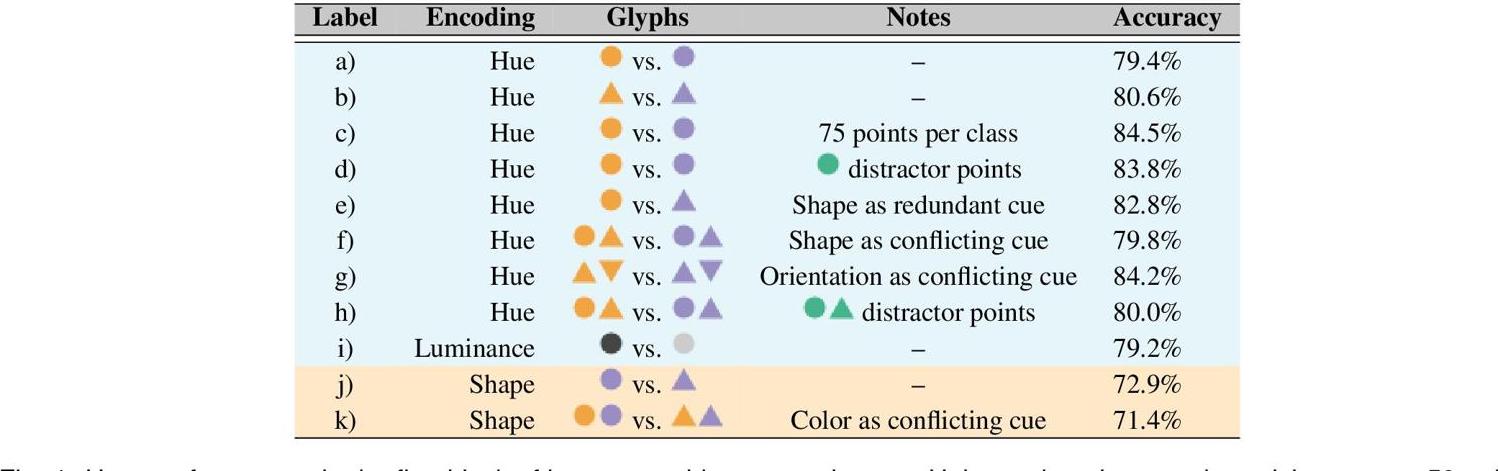 Label Encoding Glyphs Notes Accuracy
a) Hue vs. – 79.4%
b) Hue vs. – 80.6%
c) Hue vs. 75 points per class 84.5%
d) Hue vs. distractor points 83.8%
e) Hue vs. Shape as redundant cue 82.8%
f) Hue vs. Shape as conflicting cue 79.8%
g) Hue vs. Orientation as conflicting cue 84.2%
h) Hue vs. distractor points 80.0%
i) Luminance vs. – 79.2%
j) Shape vs. – 72.9%
k) Shape vs. Color as conflicting cue 71.4%